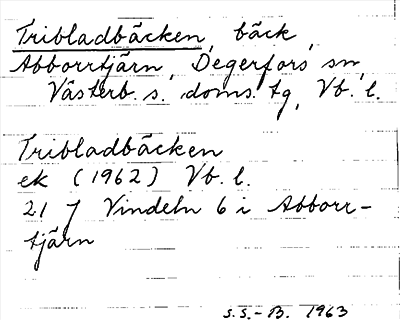 Tribladbäcken, bäck,
Abborrtjärn, Degerfors sn,
Västerb. s. doms. tg, Vb. l.
Tribladbäcken
ek (1962) Vb. l.
21 J Vindeln 6 i Abborr-
tjärn
S.S.-B. 1963